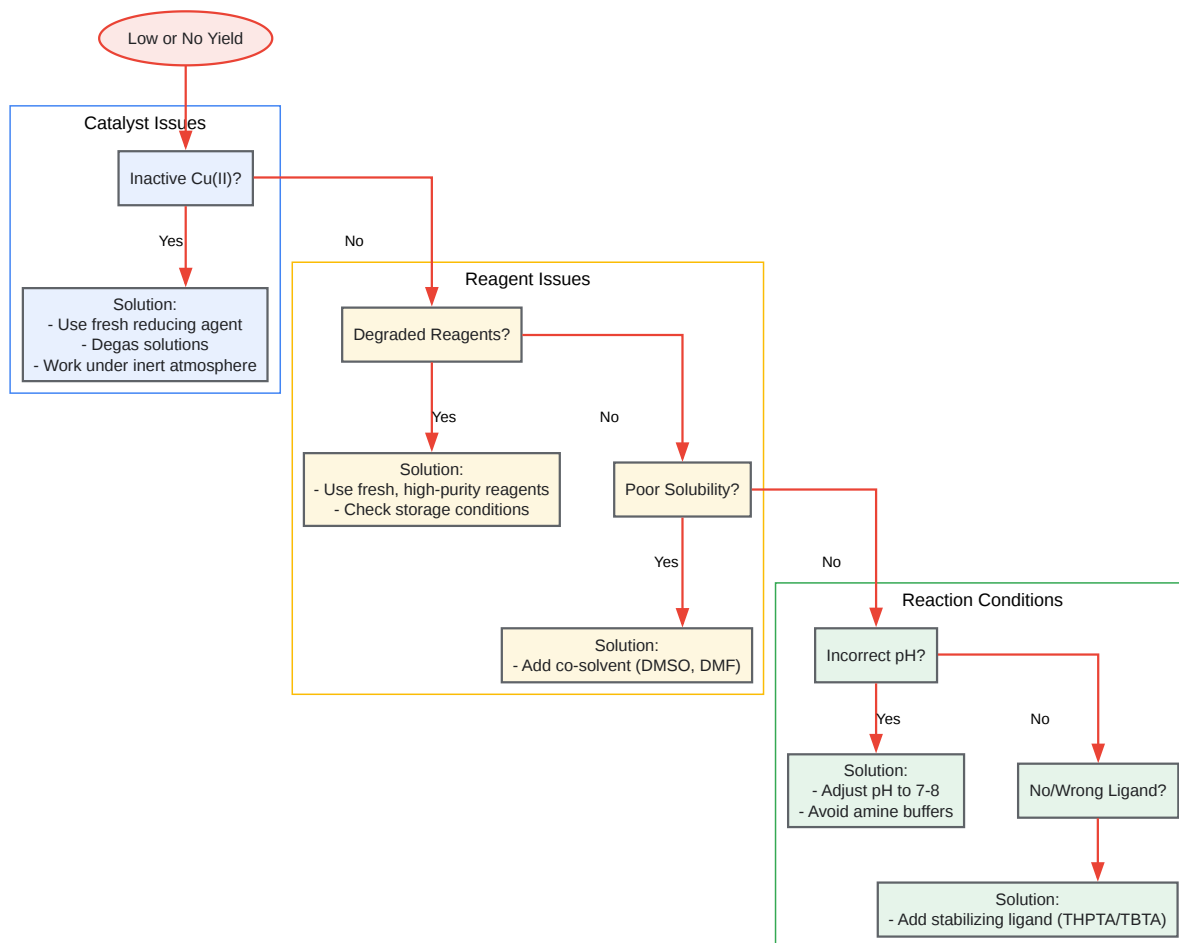 Low or No Yield
Catalyst Issues
Inactive Cu(II)?
Yes
No
Solution:
- Use fresh reducing agent
- Degas solutions
- Work under inert atmosphere
Reagent Issues
Degraded Reagents?
Yes
No
Solution:
- Use fresh, high-purity reagents
- Check storage conditions
Poor Solubility?
Yes
No
Solution:
- Add co-solvent (DMSO, DMF)
Reaction Conditions
Incorrect pH?
Yes
No
Solution:
- Adjust pH to 7-8
- Avoid amine buffers
No/Wrong Ligand?
Solution:
- Add stabilizing ligand (THPTA/TBTA)